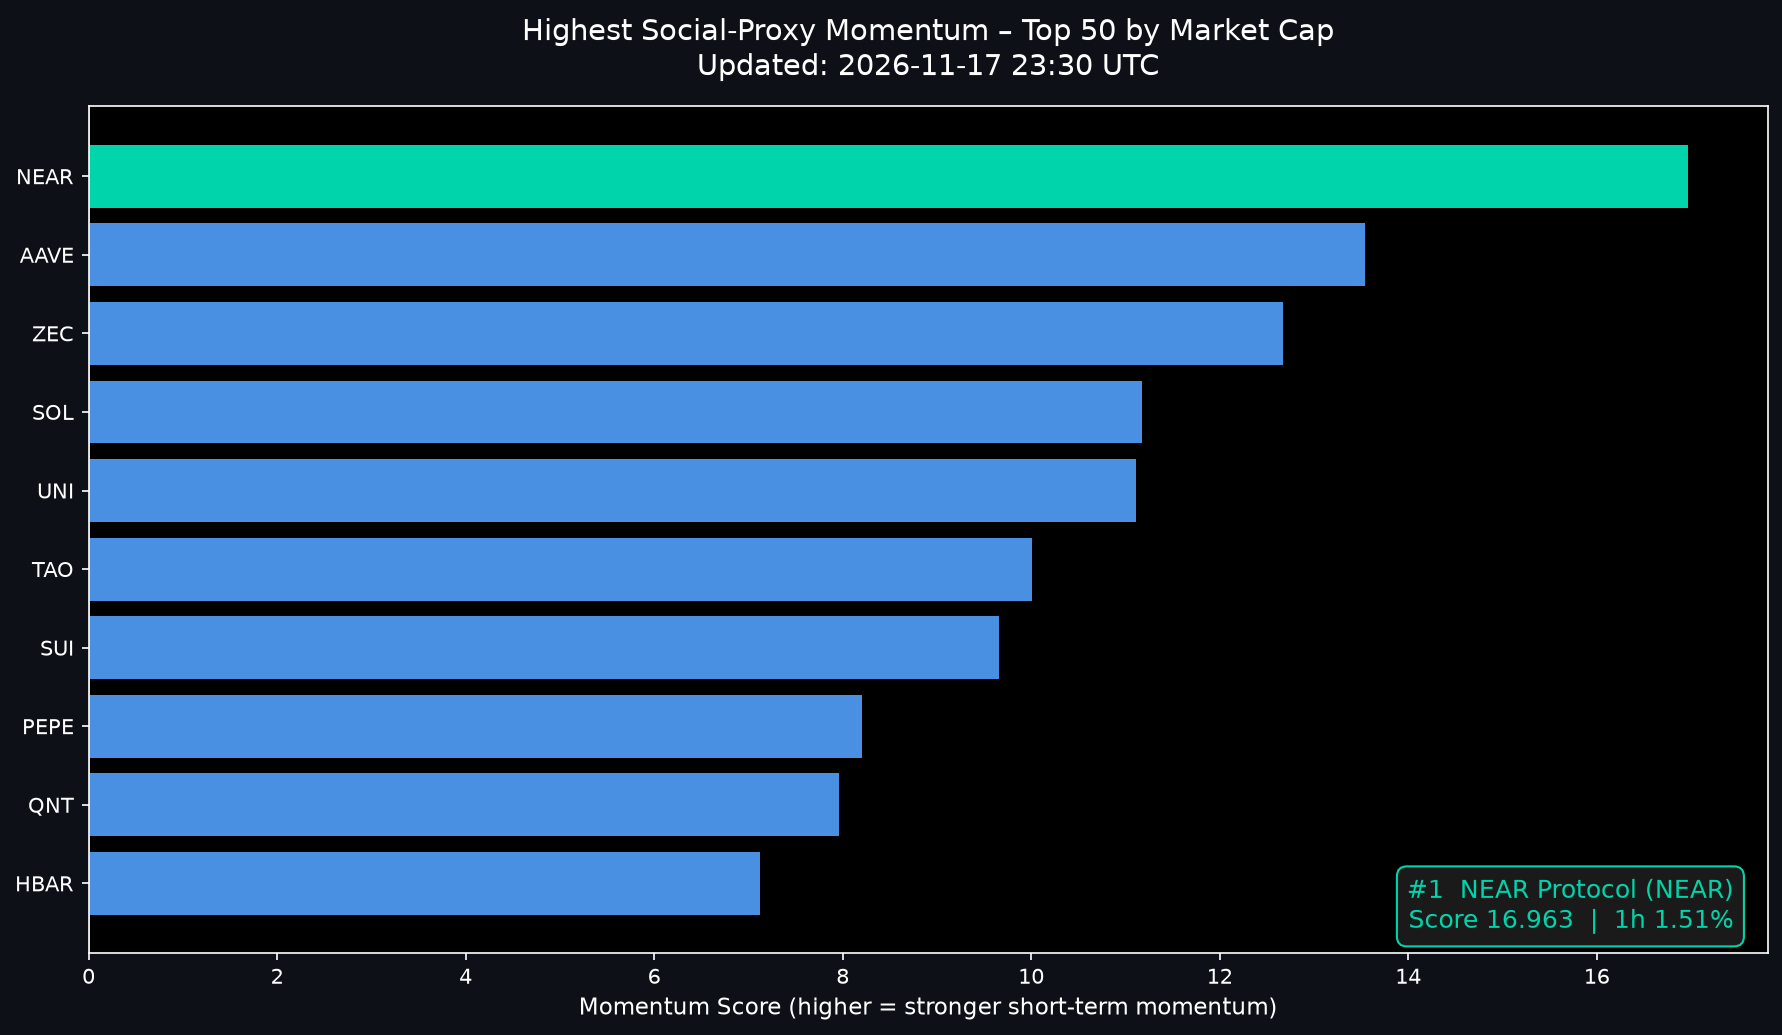 Highest Social-Proxy Momentum – Top 50 by Market Cap
Updated: 2026-11-17 23:30 UTC
NEAR
AAVE
ZEC
SOL
UNI
TAO
SUI
PEPE
QNT
HBAR
#1  NEAR Protocol (NEAR)
Score 16.963  |  1h 1.51%
0 2 4 6 8 10 12 14 16
Momentum Score (higher = stronger short-term momentum)